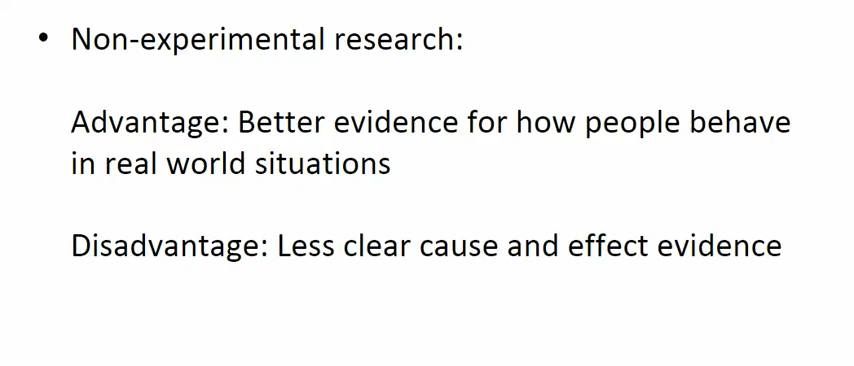 • Non-experimental research:
Advantage: Better evidence for how people behave
in real world situations
Disadvantage: Less clear cause and effect evidence